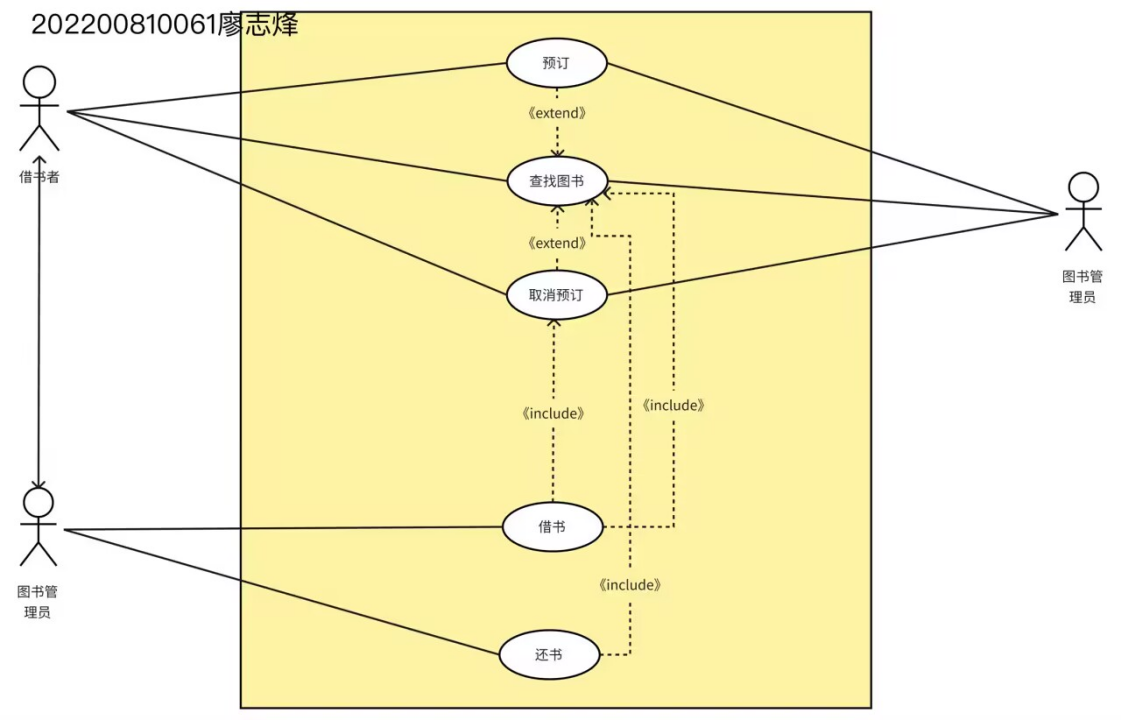 202200810061廖志烽
预订
《extend》
借书者
查找图书
《extend》
图书管
理员
取消预订
《include》
《include》
借书
《include》
图书管
理员
还书